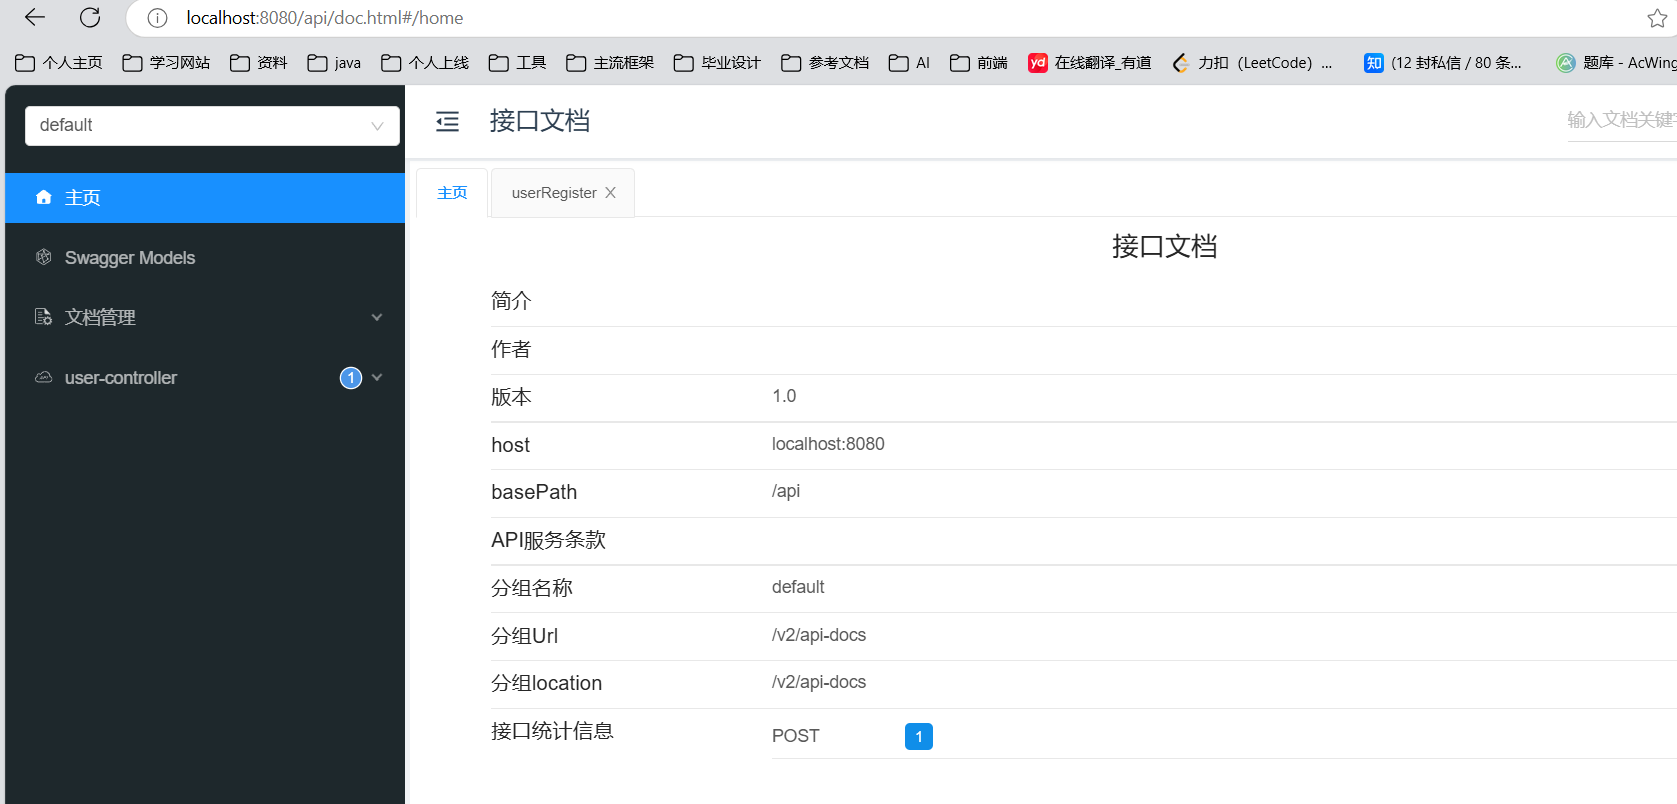 localhost:8080/api/doc.html#/home
个人主页 学习网站 资料 java 个人上线 工具 主流框架 毕业设计 参考文档 AI 前端 yd 在线翻译_有道 力扣（LeetCode）... 知 (12 封私信 / 80 条... 题库 - AcWing
default
接口文档
输入文档关键字
主页
Swagger Models
文档管理
user-controller 1
主页 userRegister
接口文档
简介
作者
版本 1.0
host localhost:8080
basePath /api
API服务条款
分组名称 default
分组Url /v2/api-docs
分组location /v2/api-docs
接口统计信息 POST 1